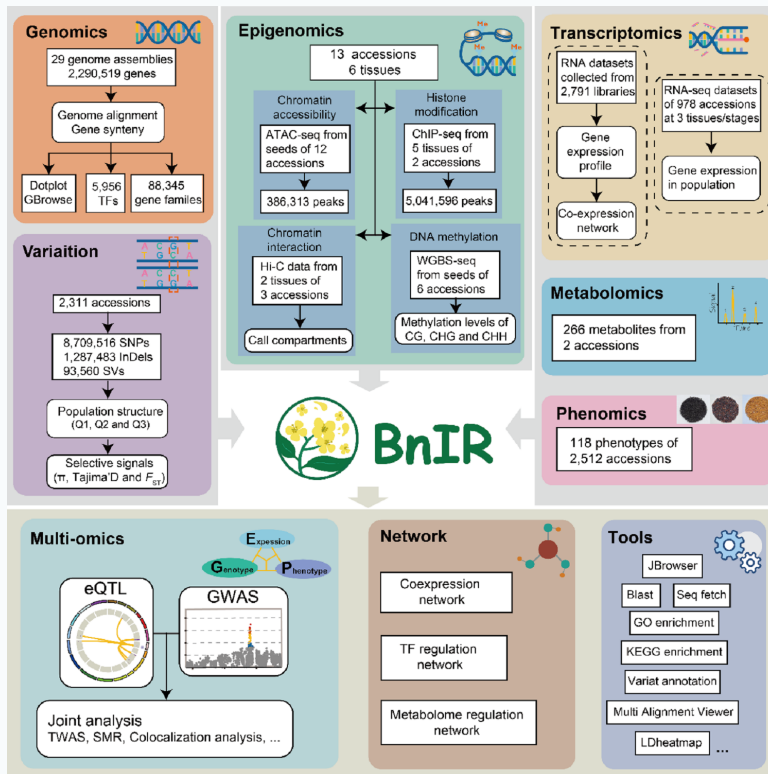 Genomics
29 genome assemblies
2,290,519 genes
Genome alignment
Gene synteny
Dotplot
GBrowse
5,956
TFs
88,345
gene familes
Variaition
A C G T
T G C A
A C C T
T G G A
2,311 accessions
8,709,516 SNPs
1,287,483 InDels
93,560 SVs
Population structure
(Q1, Q2 and Q3)
Selective signals
(π, Tajima'D and FST)
Epigenomics
Me
Me
Me
13 accessions
6 tissues
Chromatin
accessibility
ATAC-seq from
seeds of 12
accessions
386,313 peaks
Histone
modification
ChIP-seq from
5 tissues of
2 accessions
5,041,596 peaks
Chromatin
interaction
Hi-C data from
2 tissues of
3 accessions
Call compartments
DNA methylation
WGBS-seq
from seeds of
6 accessions
Methylation levels of
CG, CHG and CHH
Transcriptomics
RNA datasets
collected from
2,791 libraries
Gene
expression
profile
Co-expression
network
RNA-seq datasets
of 978 accessions
at 3 tissues/stages
Gene expression
in population
Metabolomics
Signal
Time
266 metabolites from
2 accessions
Phenomics
118 phenotypes of
2,512 accessions
BnIR
Multi-omics
Expession
Genotype
Phenotype
eQTL
GWAS
Joint analysis
TWAS, SMR, Colocalization analysis, ...
Network
Coexpression
network
TF regulation
network
Metabolome regulation
network
Tools
JBrowser
Blast
Seq fetch
GO enrichment
KEGG enrichment
Variat annotation
Multi Alignment Viewer
LDheatmap
...